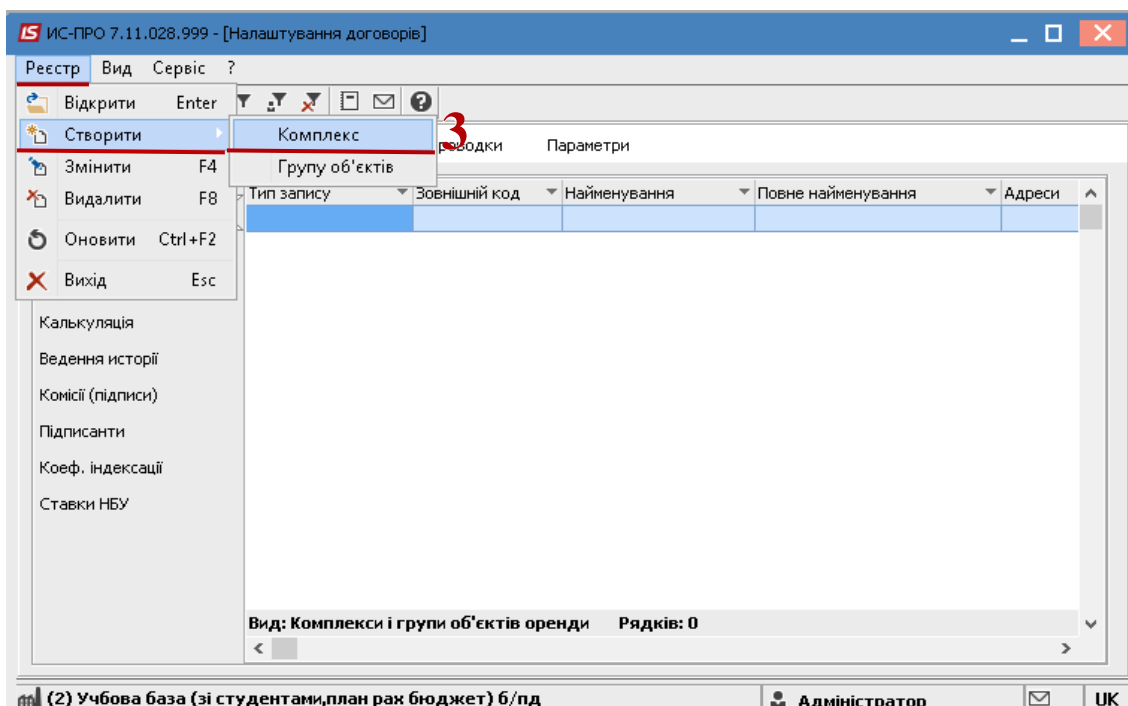 ИС-ПРО 7.11.028.999 - [Налаштування договорів]
Реєстр Вид Сервіс ?
Відкрити Enter
Створити
Комплекс
3
Параметри
Змінити F4
Групу об'єктів
Видалити F8
Тип запису Зовнішній код Найменування Повне найменування Адреси
Оновити Ctrl+F2
Вихід Esc
Калькуляція
Ведення історії
Комісії (підписи)
Підписанти
Коеф. індексації
Ставки НБУ
Вид: Комплекси і групи об'єктів оренди Рядків: 0
(2) Учбова база (зі студентами,план рах бюджет) б/пд Адміністратор UK